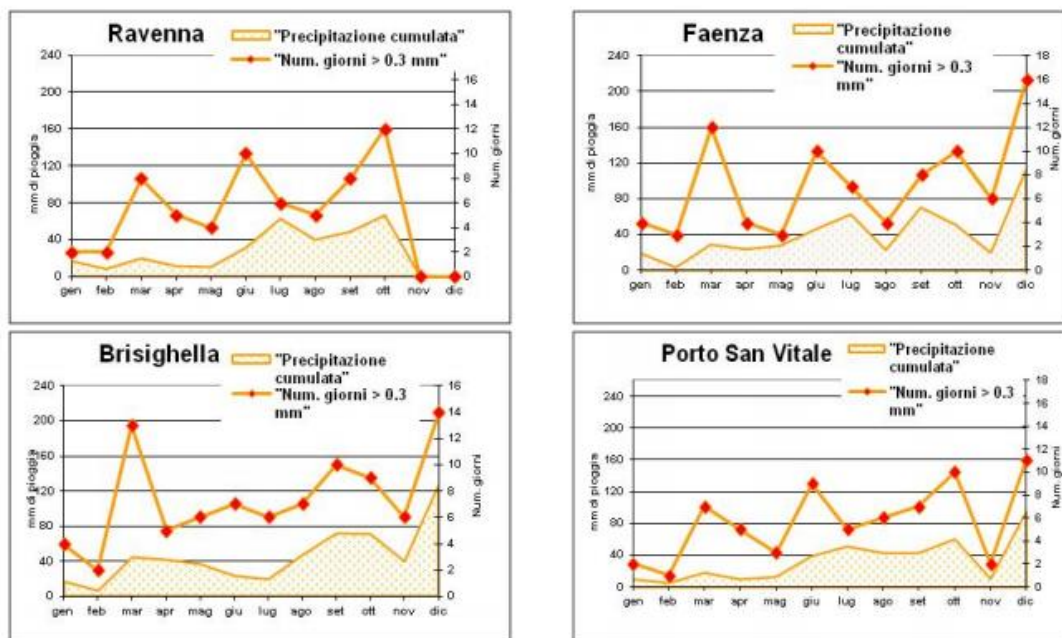 Ravenna
"Precipitazione cumulata"
"Num. giorni > 0.3 mm"
mm di pioggia
240
200
160
120
80
40
0
16
14
12
10
8
6
4
2
0
Num. giorni
gen feb mar apr mag giu lug ago set ott nov dic
Faenza
"Precipitazione
cumulata"
"Num. giorni > 0.3
mm"
mm di pioggia
240
200
160
120
80
40
0
18
16
14
12
10
8
6
4
2
0
Num. giorni
gen feb mar apr mag giu lug ago set ott nov dic
Brisighella
"Precipitazione
cumulata"
"Num. giorni > 0.3
mm"
mm di pioggia
240
200
160
120
80
40
0
16
14
12
10
8
6
4
2
0
Num. giorni
gen feb mar apr mag giu lug ago set ott nov dic
Porto San Vitale
"Precipitazione
cumulata"
"Num. giorni > 0.3
mm"
mm di pioggia
240
200
160
120
80
40
0
18
16
14
12
10
8
6
4
2
0
Num. giorni
gen feb mar apr mag giu lug ago set ott nov dic